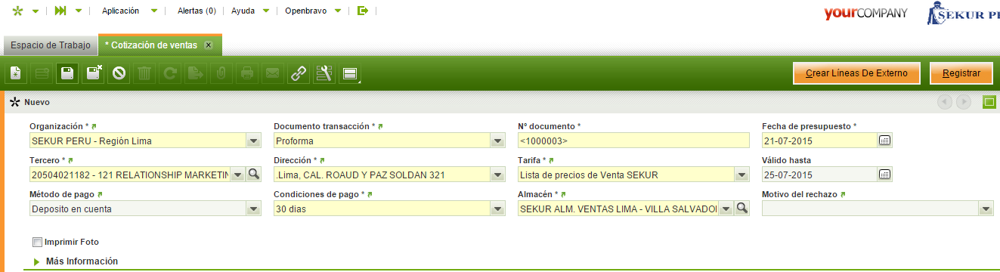 Aplicación Alertas (0) Ayuda Openbravo
yourCOMPANY SEKUR PE
Espacio de Trabajo * Cotización de ventas
Crear Líneas De Externo Registrar
Nuevo
Organización * Documento transacción * Nº documento * Fecha de presupuesto *
SEKUR PERU - Región Lima Proforma <1000003> 21-07-2015
Tercero * Dirección * Tarifa * Válido hasta
20504021182 - 121 RELATIONSHIP MARKETIN .Lima, CAL. ROAUD Y PAZ SOLDAN 321 Lista de precios de Venta SEKUR 25-07-2015
Método de pago Condiciones de pago * Almacén * Motivo del rechazo
Deposito en cuenta 30 dias SEKUR ALM. VENTAS LIMA - VILLA SALVADOR
Imprimir Foto
Más Información